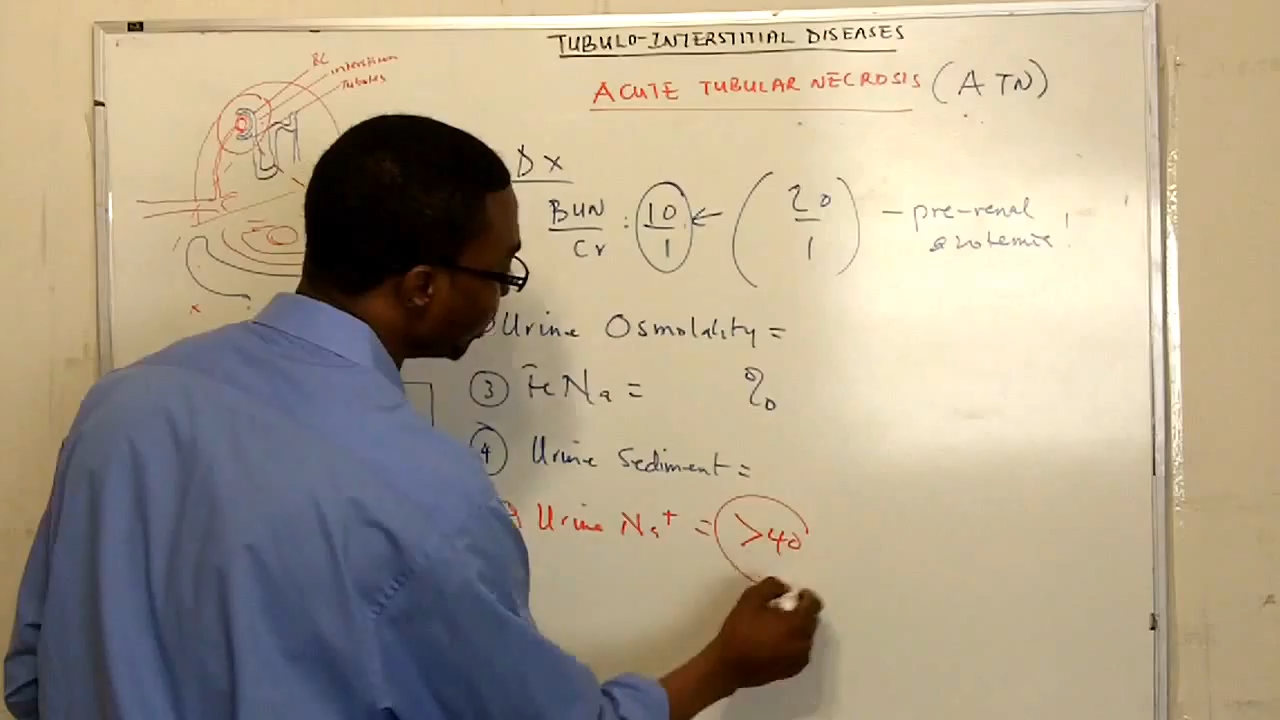 TUBULO-INTERSTITIAL DISEASES
ACUTE TUBULAR NECROSIS (ATN)
BC
interstitium
Tubules
Dx
BUN
Cr
: 10
1
← (20
1)
- pre-renal
azotemia!
Urine Osmolality =
③ FeNa = %
④ Urine Sediment =
Urine Na+ = >40
x